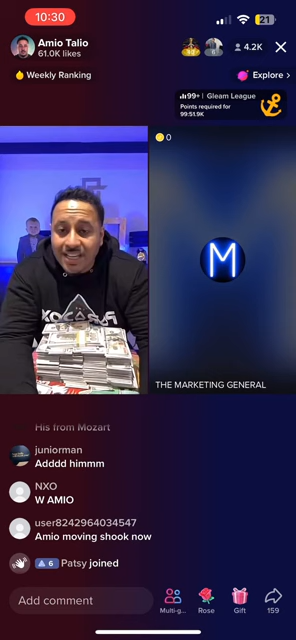 10:30
21
Amio Talio
61.0K likes
4.2K
Weekly Ranking
Explore >
99+ | Gleam League
Points required for
99:51.9K
0
M
THE MARKETING GENERAL
His from Mozart
juniorman
Adddd himmm
NXO
W AMIO
user8242964034547
Amio moving shook now
6 Patsy joined
Add comment
Multi-g...
Rose
Gift
159